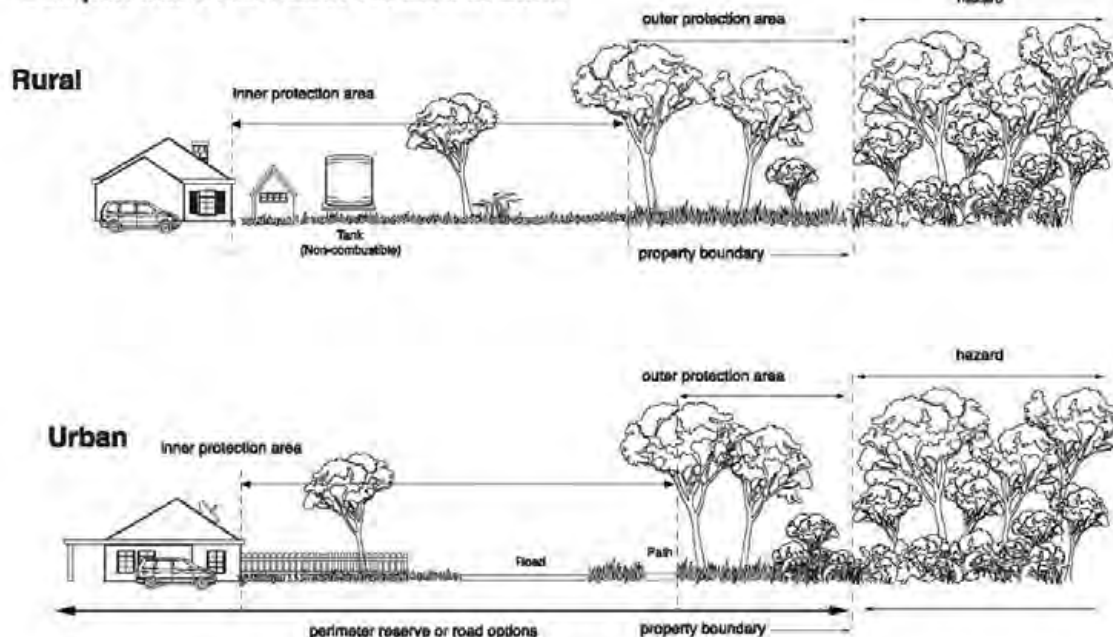 hazard
outer protection area
Rural
inner protection area
Tank
(Non-combustible)
property boundary
hazard
outer protection area
Urban
inner protection area
Path
Road
perimeter reserve or road options
property boundary